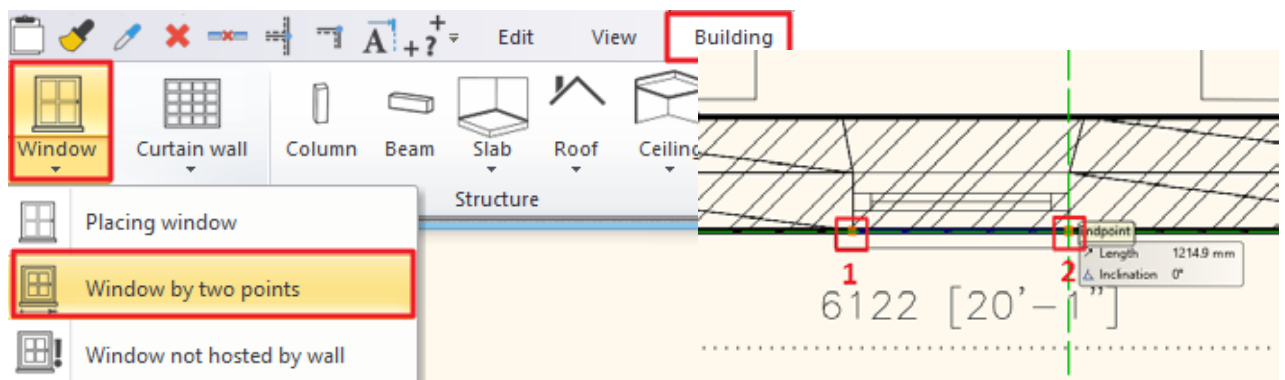 Edit View Building
Window Curtain wall Column Beam Slab Roof Ceiling
Structure
Placing window
Window by two points
Window not hosted by wall
ndpoint
Length 1214.9 mm
Inclination 0°
1 2
6122 [20'-1"]